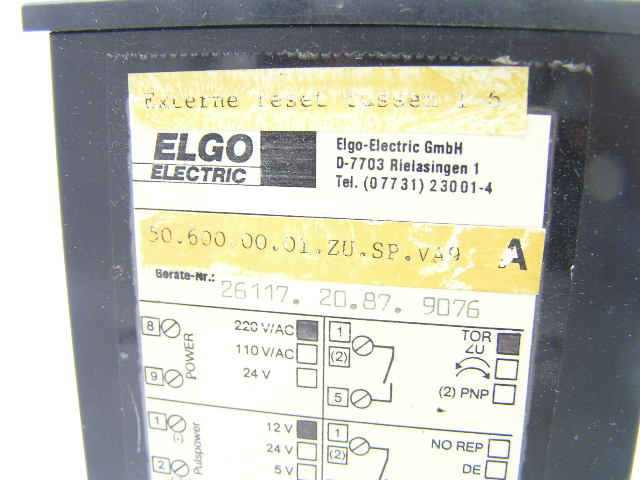 Externe reset tussen 1-6
ELGO
ELECTRIC
Elgo-Electric GmbH
D-7703 Rielasingen 1
Tel. (07731) 23001-4
50.600.00.01.ZU.SP.VA9 A
Geräte-Nr.:
26117. 20.87. 9076
8
POWER
9
220 V/AC
110 V/AC
24 V
1
(2)
5
TOR
ZU
(2) PNP
1
(-)
Pulspower
2
12 V
24 V
5 V
1
(2)
NO REP
DE